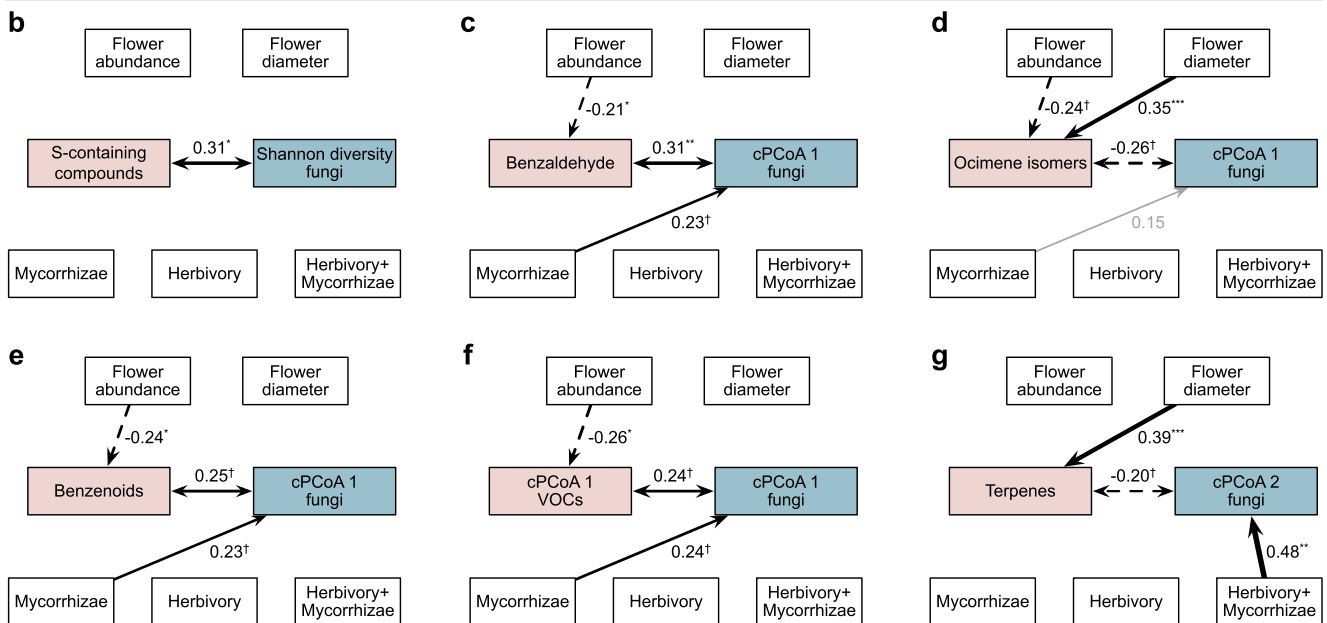 b
Flower
abundance
Flower
diameter
S-containing
compounds
0.31*
Shannon diversity
fungi
Mycorrhizae
Herbivory
Herbivory+
Mycorrhizae
c
Flower
abundance
Flower
diameter
-0.21*
Benzaldehyde
0.31**
cPCoA 1
fungi
0.23†
Mycorrhizae
Herbivory
Herbivory+
Mycorrhizae
d
Flower
abundance
Flower
diameter
-0.24†
0.35***
Ocimene isomers
-0.26†
cPCoA 1
fungi
0.15
Mycorrhizae
Herbivory
Herbivory+
Mycorrhizae
e
Flower
abundance
Flower
diameter
-0.24*
Benzenoids
0.25†
cPCoA 1
fungi
0.23†
Mycorrhizae
Herbivory
Herbivory+
Mycorrhizae
f
Flower
abundance
Flower
diameter
-0.26*
cPCoA 1
VOCs
0.24†
cPCoA 1
fungi
0.24†
Mycorrhizae
Herbivory
Herbivory+
Mycorrhizae
g
Flower
abundance
Flower
diameter
0.39***
Terpenes
-0.20†
cPCoA 2
fungi
0.48**
Mycorrhizae
Herbivory
Herbivory+
Mycorrhizae